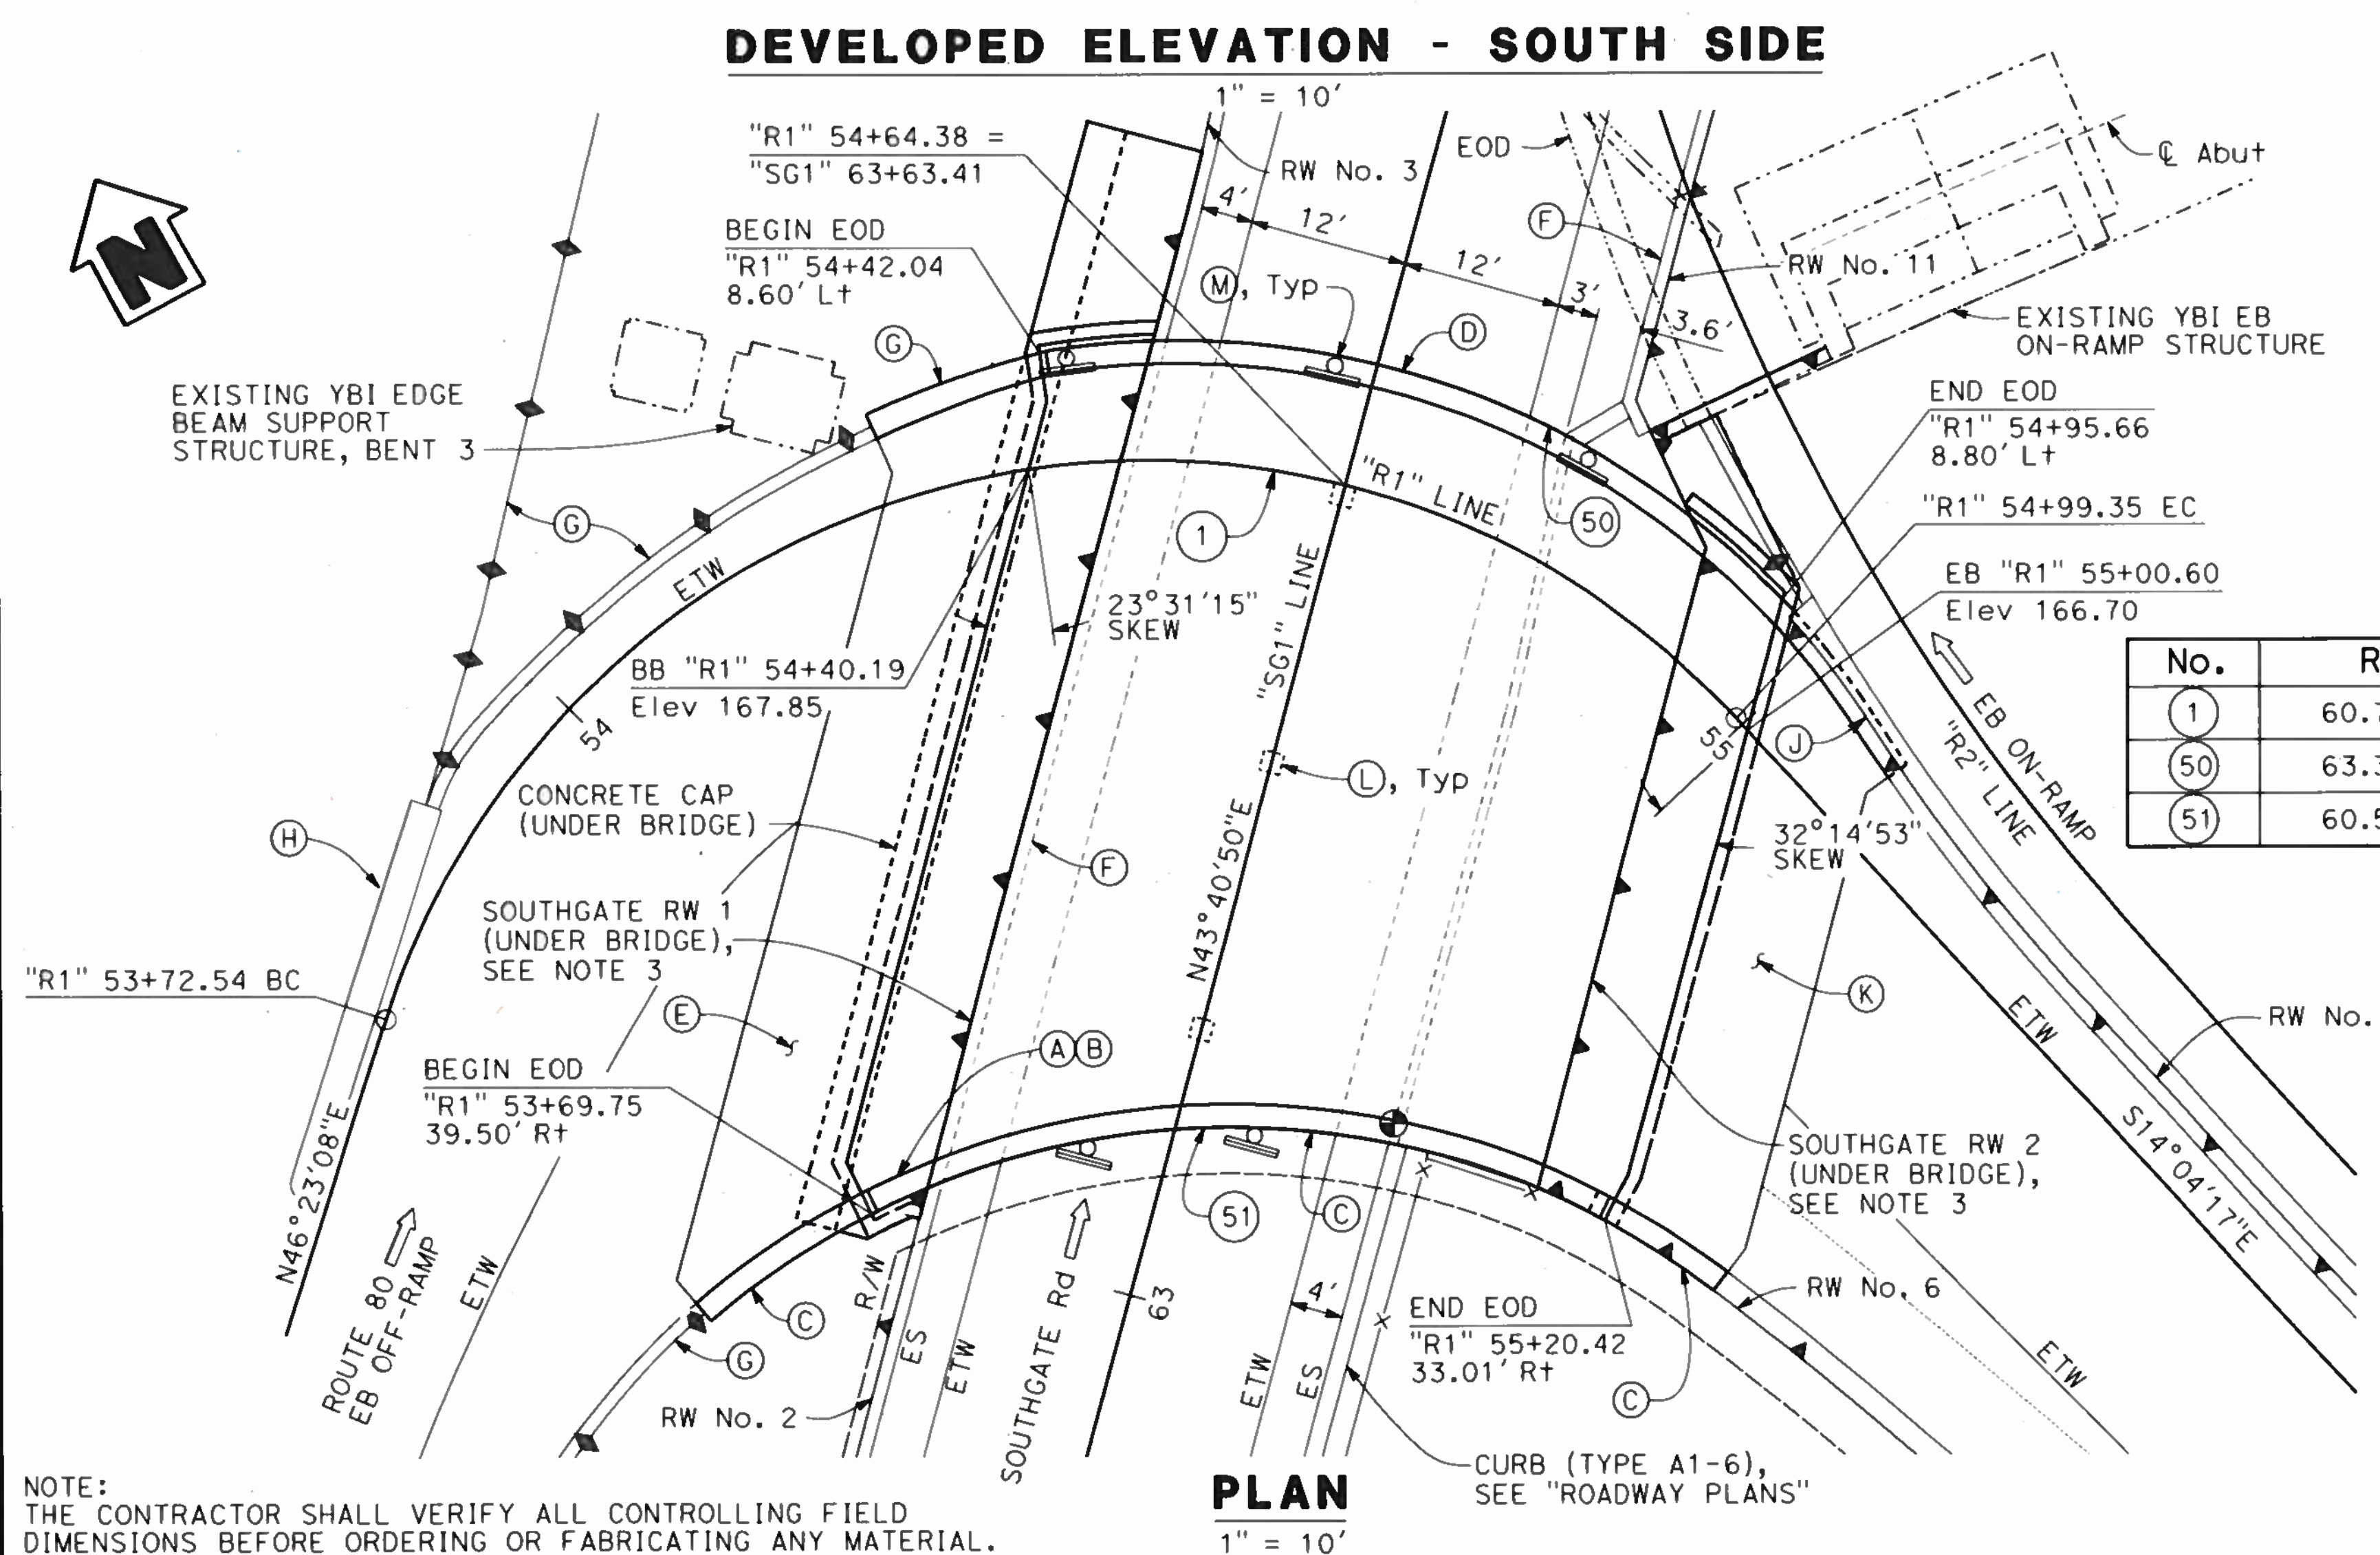 DEVELOPED ELEVATION - SOUTH SIDE
1" = 10'
"R1" 54+64.38 =
"SG1" 63+63.41
BEGIN EOD
"R1" 54+42.04
8.60' Lt
RW No. 3
4'
12'
12'
3'
3.6'
EOD
F
RW No. 11
℄ Abut
M, Typ
D
G
N
EXISTING YBI EDGE
BEAM SUPPORT
STRUCTURE, BENT 3
EXISTING YBI EB
ON-RAMP STRUCTURE
END EOD
"R1" 54+95.66
8.80' Lt
"R1" 54+99.35 EC
EB "R1" 55+00.60
Elev 166.70
G
ETW
1
"R1" LINE
50
23°31'15"
SKEW
"SG1" LINE
BB "R1" 54+40.19
Elev 167.85
54
55
J
EB ON-RAMP
"R2" LINE
No.
R
1
60.
50
63.
51
60.
CONCRETE CAP
(UNDER BRIDGE)
L, Typ
32°14'53"
SKEW
H
F
SOUTHGATE RW 1
(UNDER BRIDGE),
SEE NOTE 3
N43°40'50"E
"R1" 53+72.54 BC
E
K
A B
RW No.
ETW
BEGIN EOD
"R1" 53+69.75
39.50' Rt
N46°23'08"E
S14°04'17"E
SOUTHGATE RW 2
(UNDER BRIDGE),
SEE NOTE 3
51
C
ROUTE 80
EB OFF-RAMP
ETW
R/W
SOUTHGATE Rd
63
4'
END EOD
"R1" 55+20.42
33.01' Rt
RW No. 6
C
G
ES
ETW
ETW
ES
C
ETW
RW No. 2
CURB (TYPE A1-6),
SEE "ROADWAY PLANS"
PLAN
1" = 10'
NOTE:
THE CONTRACTOR SHALL VERIFY ALL CONTROLLING FIELD
DIMENSIONS BEFORE ORDERING OR FABRICATING ANY MATERIAL.